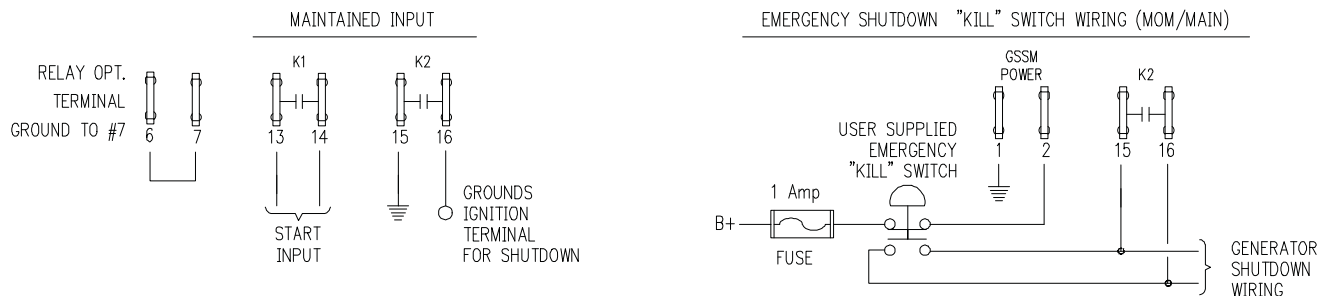 MAINTAINED INPUT
RELAY OPT.
TERMINAL
GROUND TO #7
6
7
K1
13
14
K2
15
16
START
INPUT
GROUNDS
IGNITION
TERMINAL
FOR SHUTDOWN
EMERGENCY SHUTDOWN "KILL" SWITCH WIRING (MOM/MAIN)
GSSM
POWER
1
2
K2
15
16
USER SUPPLIED
EMERGENCY
"KILL" SWITCH
1 Amp
B+
FUSE
GENERATOR
SHUTDOWN
WIRING